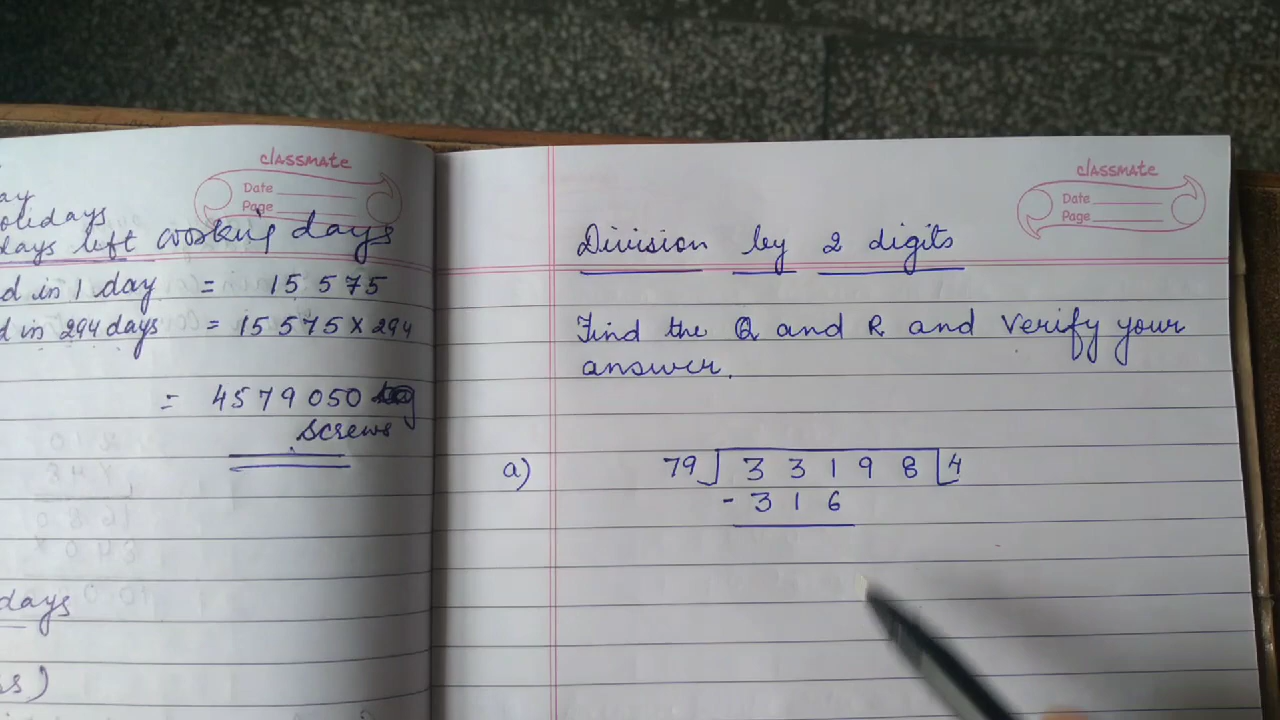 classmate
Date
Page
olidays
days left working days
d in 1 day = 15 575
d in 294 days = 15 575 x 294
= 4579050
screws
days
ss)
classmate
Date
Page
Division by 2 digits
Find the Q and R and Verify your
answer.
a) 79 3 3 1 9 8 4
- 3 1 6